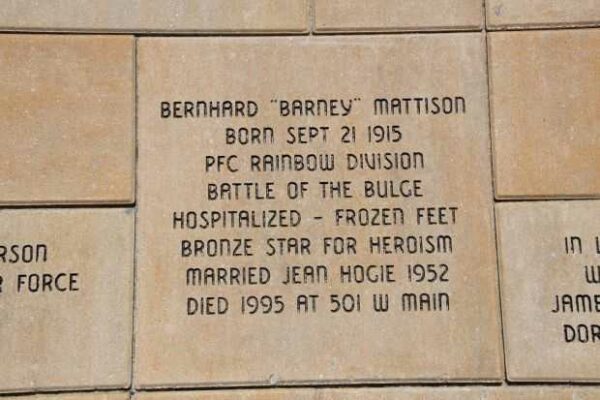 BERNHARD "BARNEY" MATTISON
BORN SEPT 21 1915
PFC RAINBOW DIVISION
BATTLE OF THE BULGE
HOSPITALIZED - FROZEN FEET
BRONZE STAR FOR HEROISM
MARRIED JEAN HOGIE 1952
DIED 1995 AT 501 W MAIN
RSON
R FORCE
IN L
W
JAME
DOR